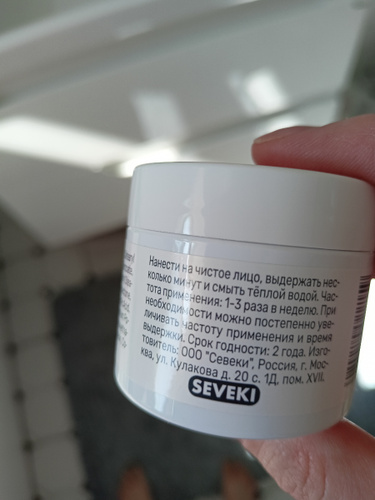 Нанести на чистое лицо, выдержать нес-
колько минут и смыть тёплой водой. Час-
тота применения: 1-3 раза в неделю. При
необходимости можно постепенно уве-
личивать частоту применения и время
выдержки. Срок годности: 2 года. Изго-
товитель: ООО "Севеки", Россия, г. Мос-
ква, ул. Кулакова д. 20 с. 1Д, пом. XVII.
SEVEKI